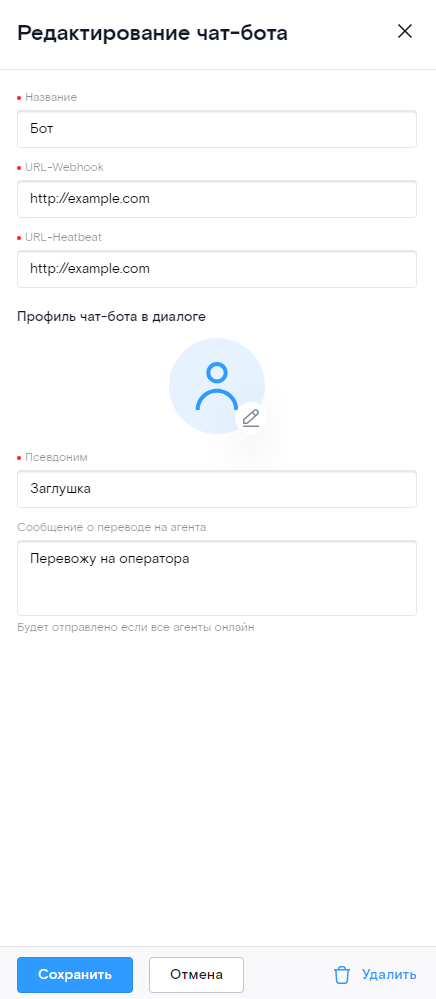 Редактирование чат-бота
Название
Бот
URL-Webhook
http://example.com
URL-Heatbeat
http://example.com
Профиль чат-бота в диалоге
Псевдоним
Заглушка
Сообщение о переводе на агента
Перевожу на оператора
Будет отправлено если все агенты онлайн
Сохранить
Отмена
Удалить